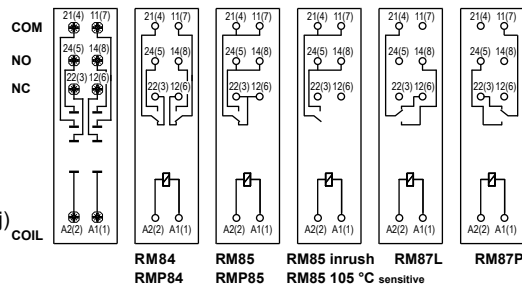 21(4) 11(7) 21(4) 11(7) 21(4) 11(7) 21(4) 11(7) 21(4) 11(7) 21(4) 11(7)
COM
24(5) 14(8) 24(5) 14(8) 24(5) 14(8) 24(5) 14(8) 24(5) 14(8) 24(5) 14(8)
NO
22(3) 12(6) 22(3) 12(6) 22(3) 12(6) 22(3) 12(6) 22(3) 12(6) 22(3) 12(6)
NC
j)
COIL
A2(2) A1(1) A2(2) A1(1) A2(2) A1(1) A2(2) A1(1) A2(2) A1(1) A2(2) A1(1)
RM84 RM85 RM85 inrush RM87L RM87P
RMP84 RMP85 RM85 105 °C sensitive